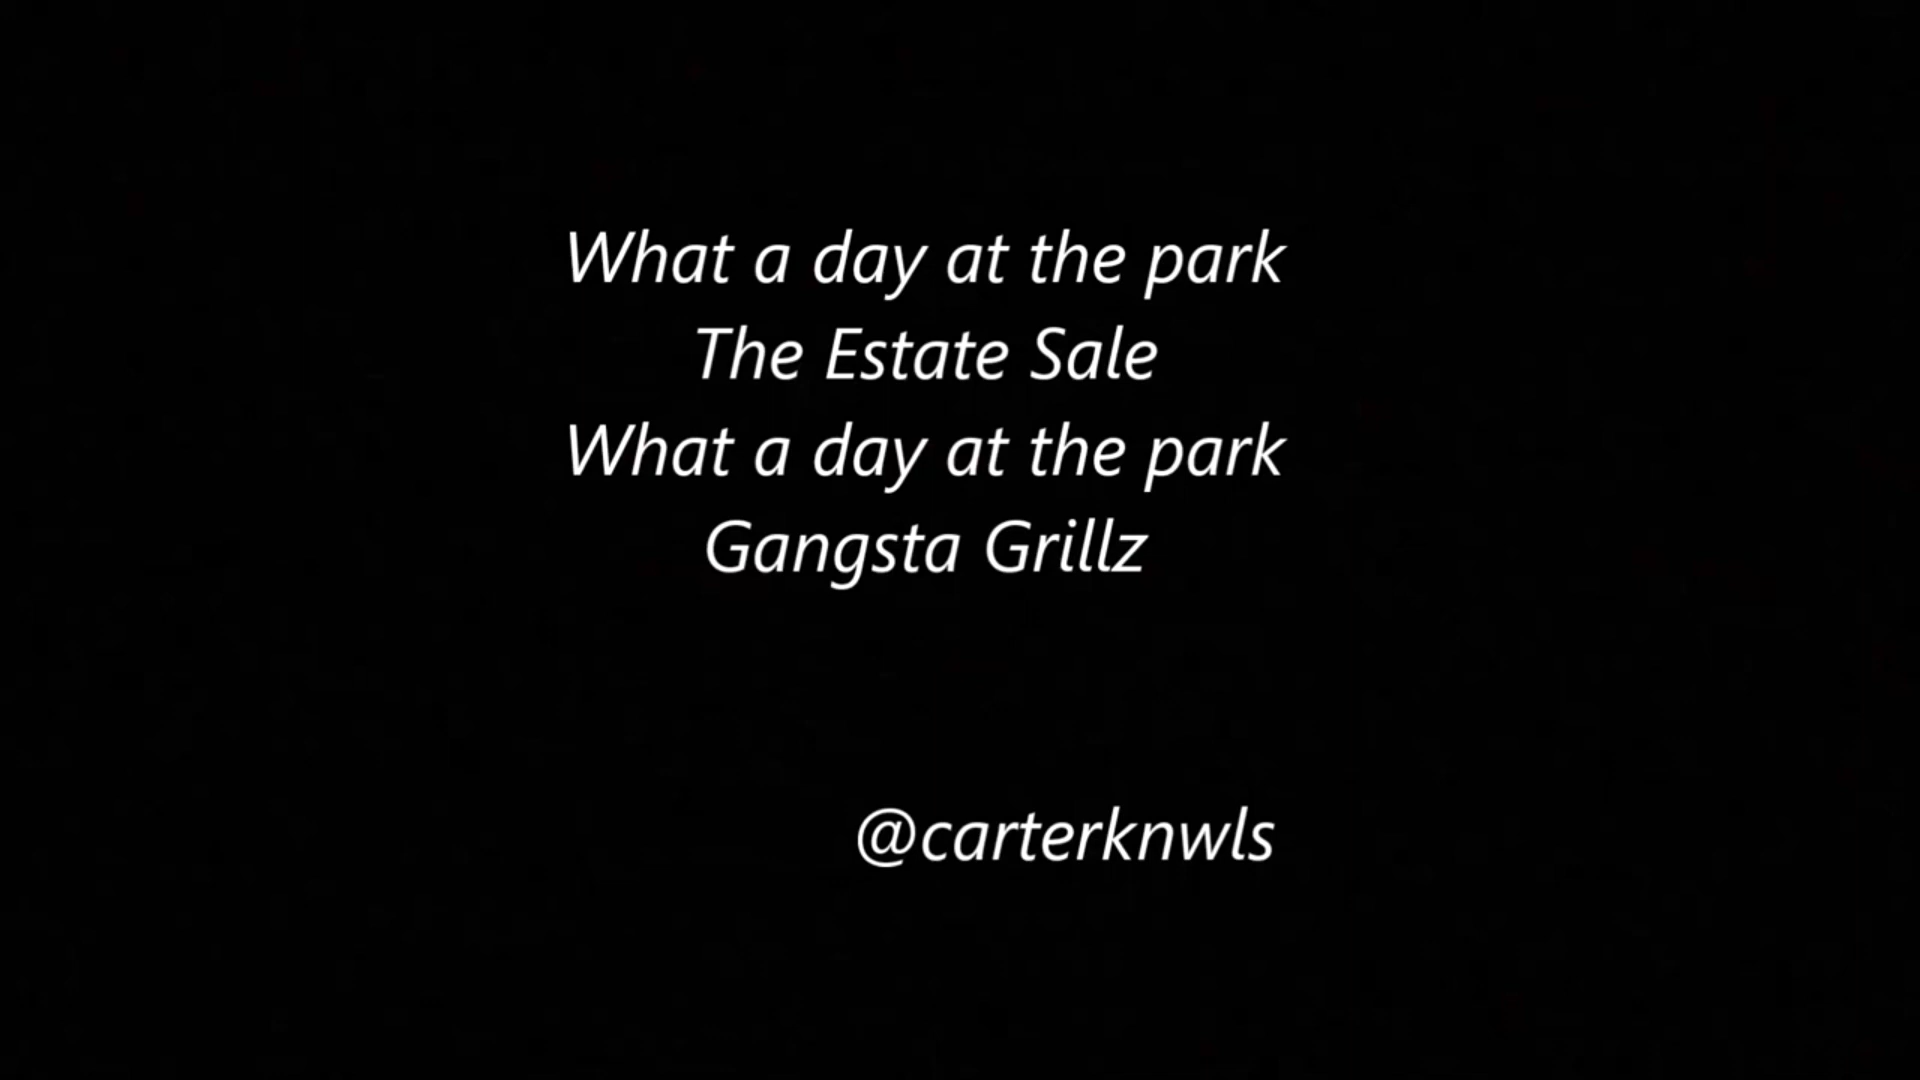 What a day at the park
The Estate Sale
What a day at the park
Gangsta Grillz
@carterknwls